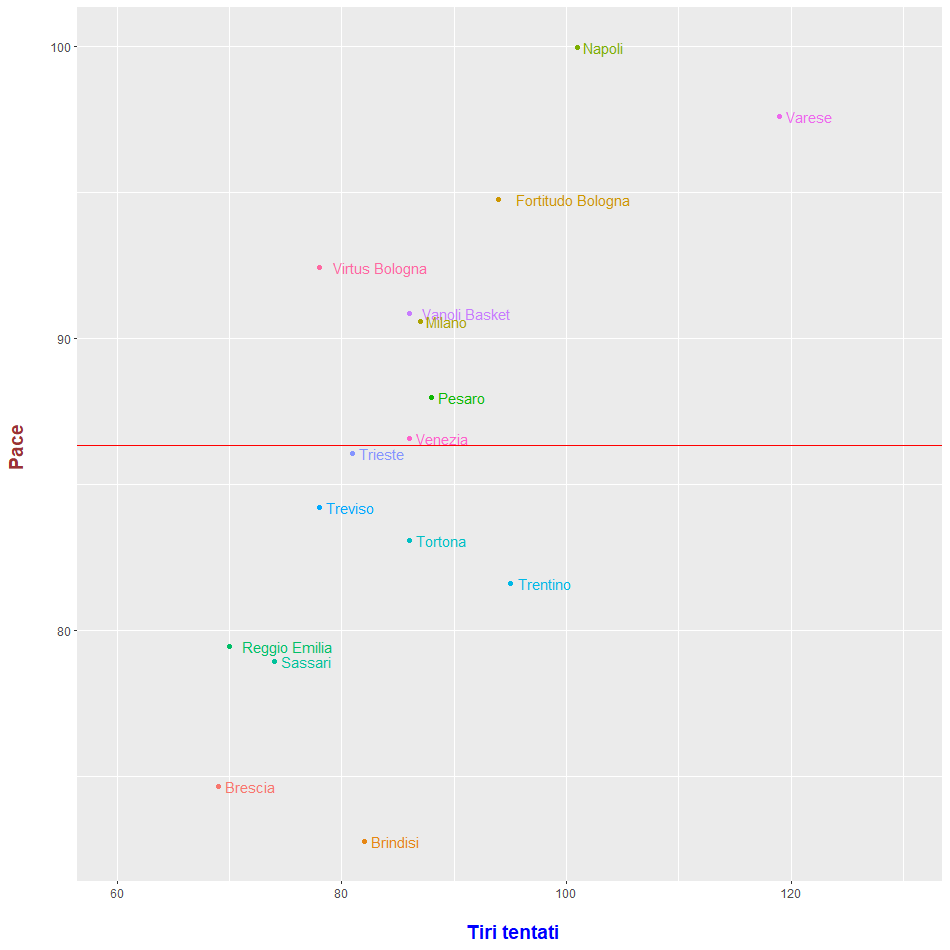 100
Napoli
Varese
Fortitudo Bologna
Virtus Bologna
Vanoli Basket
Milano
90
Pesaro
Pace
Venezia
Trieste
Treviso
Tortona
Trentino
80
Reggio Emilia
Sassari
Brescia
Brindisi
60 80 100 120
Tiri tentati